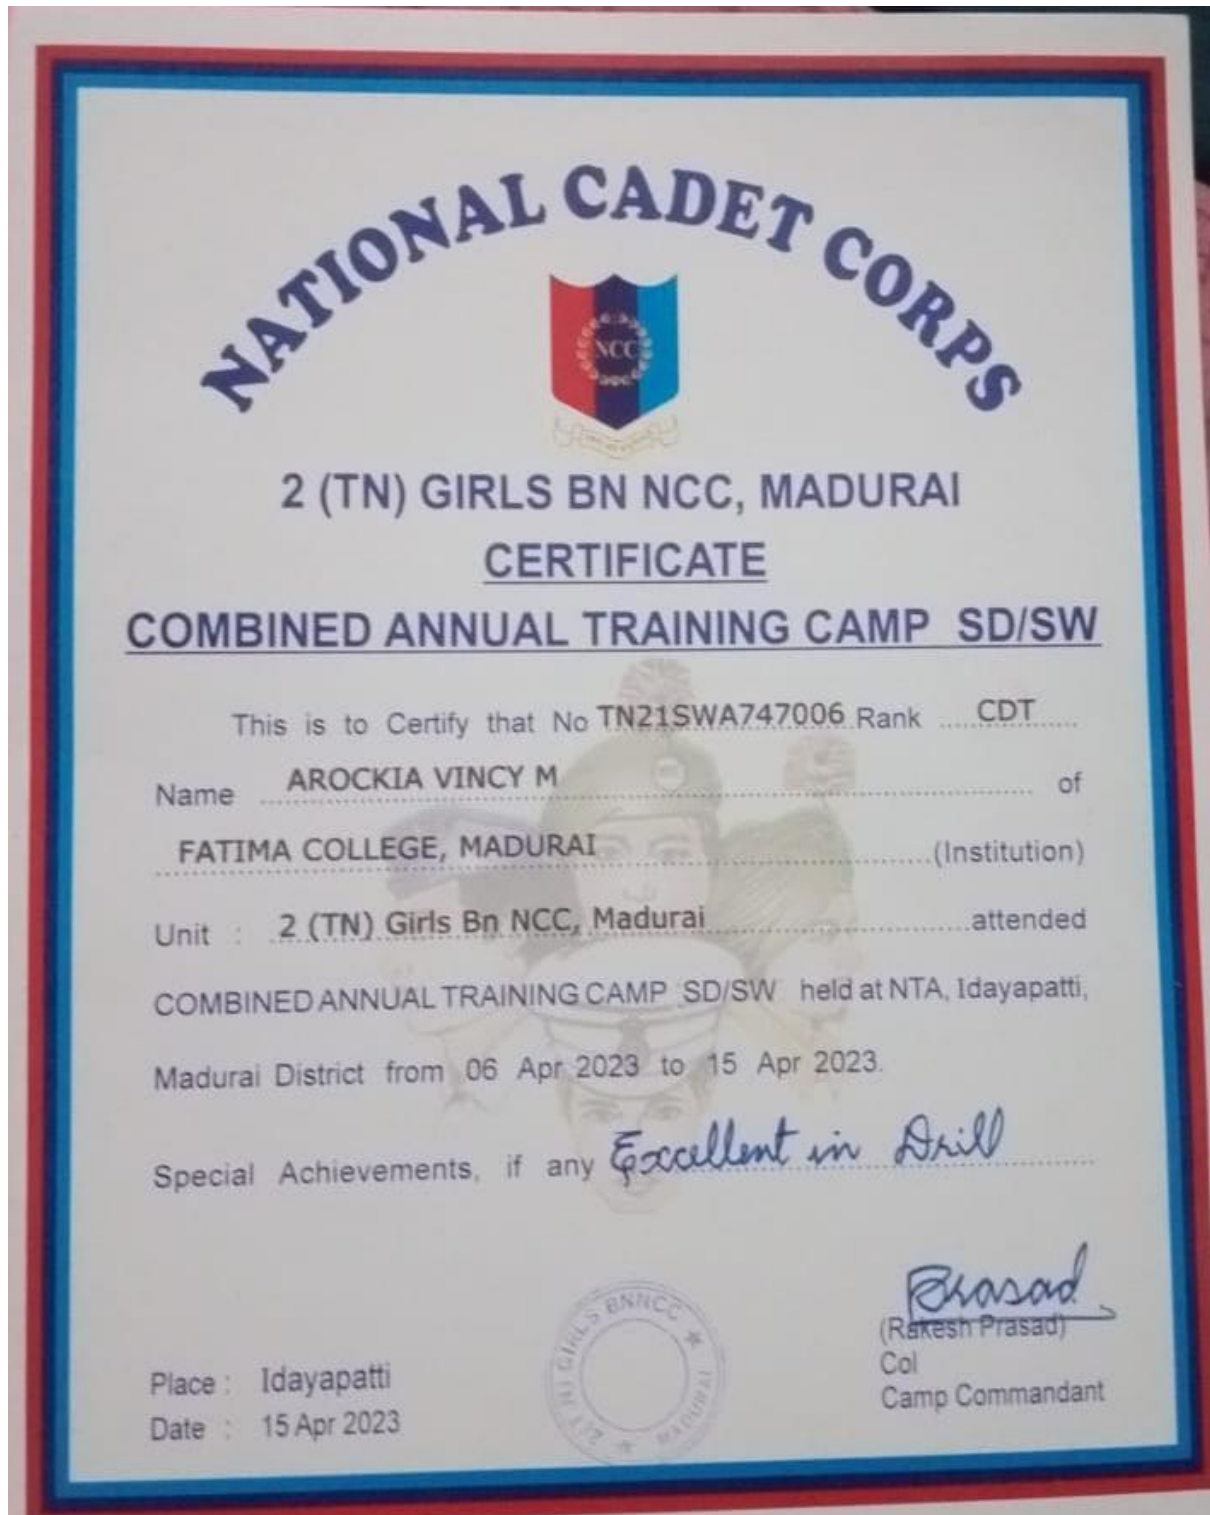 NATIONAL CADET CORPS
NCC
2 (TN) GIRLS BN NCC, MADURAI
CERTIFICATE
COMBINED ANNUAL TRAINING CAMP SD/SW
This is to Certify that No TN21SWA747006 Rank CDT
Name AROCKIA VINCY M of
FATIMA COLLEGE, MADURAI (Institution)
Unit : 2 (TN) Girls Bn NCC, Madurai attended
COMBINED ANNUAL TRAINING CAMP SD/SW held at NTA, Idayapatti,
Madurai District from 06 Apr 2023 to 15 Apr 2023.
Special Achievements, if any Excellent in Drill
Prasad
(Rakesh Prasad)
Col
Camp Commandant
Place : Idayapatti
Date : 15 Apr 2023
GIRLS BNNCC ★ MADURAI ★